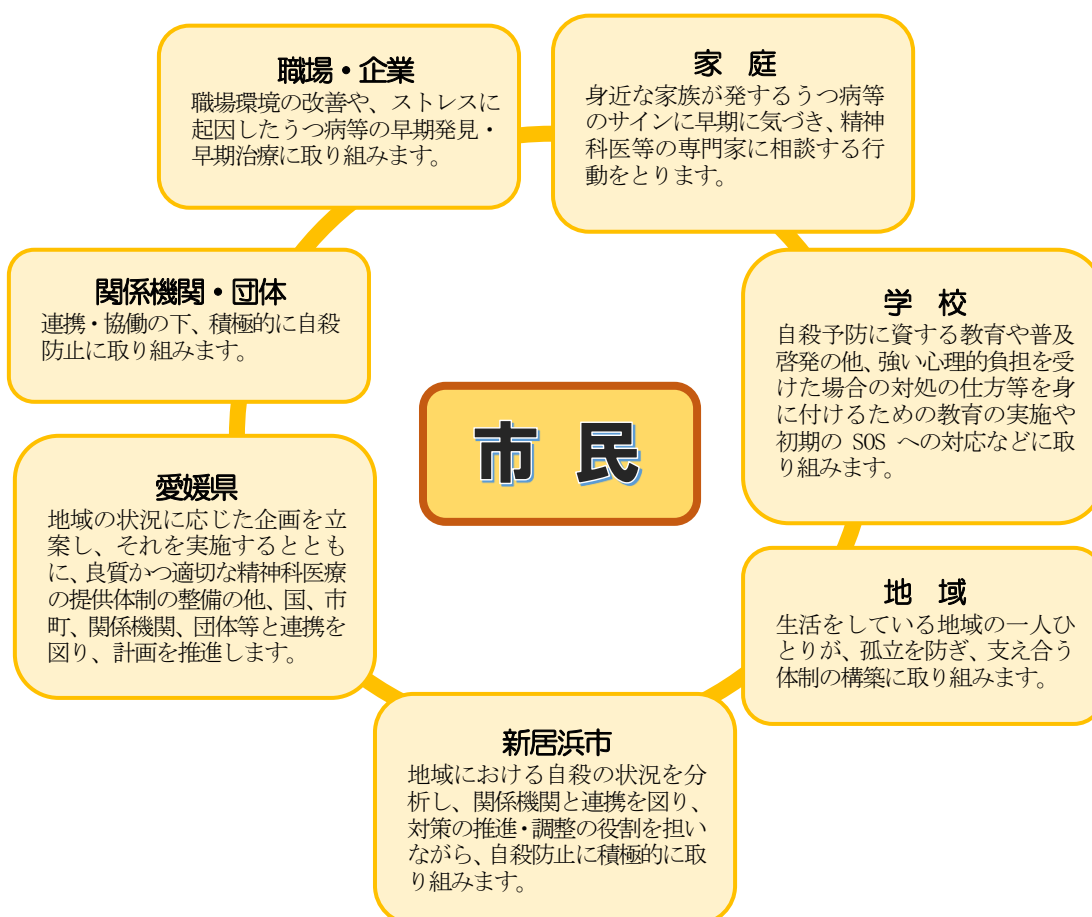 職場・企業
職場環境の改善や、ストレスに
起因したうつ病等の早期発見・
早期治療に取り組みます。
家 庭
身近な家族が発するうつ病等
のサインに早期に気づき、精神
科医等の専門家に相談する行
動をとります。
関係機関・団体
連携・協働の下、積極的に自殺
防止に取り組みます。
学 校
自殺予防に資する教育や普及
啓発の他、強い心理的負担を受
けた場合の対処の仕方等を身
に付けるための教育の実施や
初期の SOS への対応などに取
り組みます。
市 民
愛媛県
地域の状況に応じた企画を立
案し、それを実施するととも
に、良質かつ適切な精神科医療
の提供体制の整備の他、国、市
町、関係機関、団体等と連携を
図り、計画を推進します。
地 域
生活をしている地域の一人ひ
とりが、孤立を防ぎ、支え合う
体制の構築に取り組みます。
新居浜市
地域における自殺の状況を分
析し、関係機関と連携を図り、
対策の推進・調整の役割を担い
ながら、自殺防止に積極的に取
り組みます。